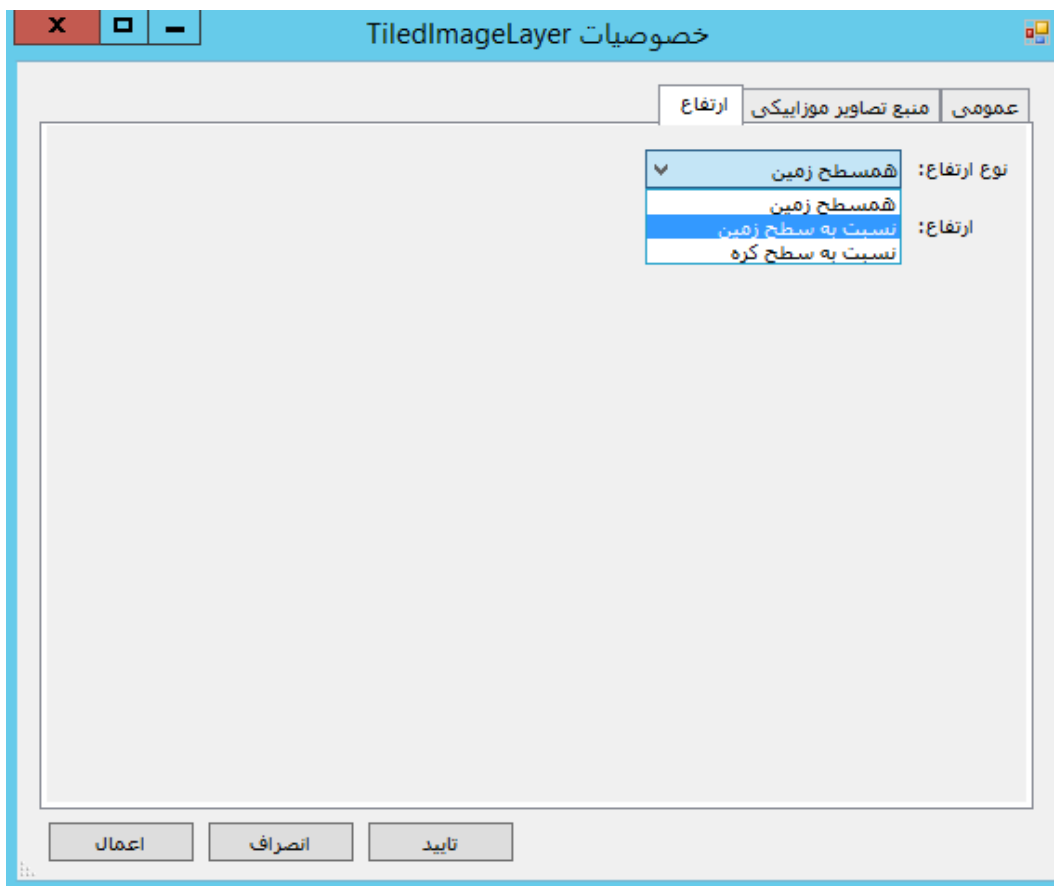 خصوصیات TiledImageLayer
عمومی
منبع تصاویر موزاییکی
ارتفاع
نوع ارتفاع:
همسطح زمین
همسطح زمین
ارتفاع:
نسبت به سطح زمین
نسبت به سطح کره
تایید
انصراف
اعمال